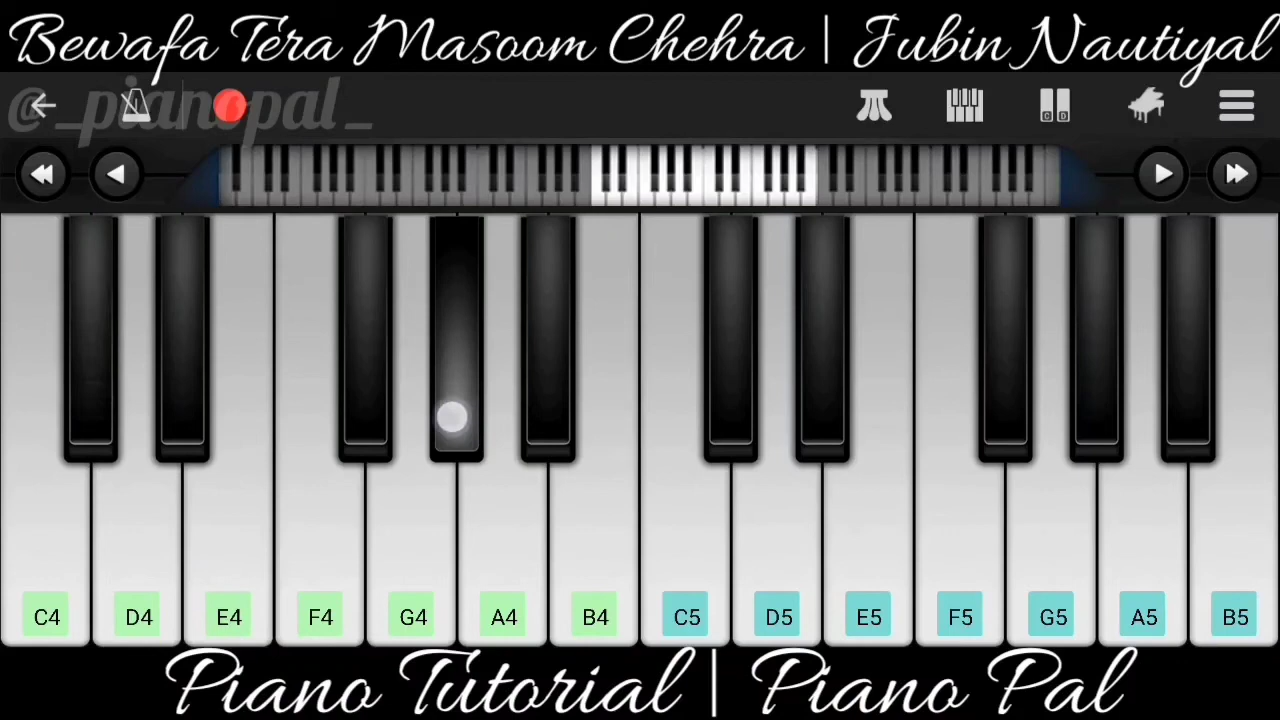 Bewafa Tera Masoom Chehra | Jubin Nautiyal
@_pianopal_
C D
C4 D4 E4 F4 G4 A4 B4 C5 D5 E5 F5 G5 A5 B5
Piano Tutorial | Piano Pal